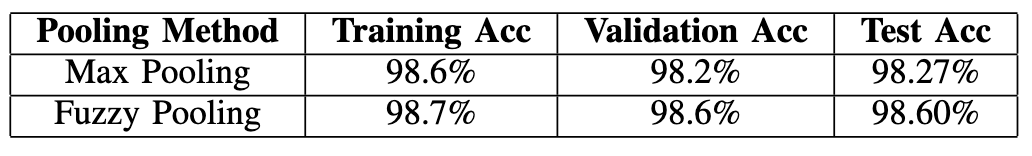 Pooling Method Training Acc Validation Acc Test Acc
Max Pooling 98.6% 98.2% 98.27%
Fuzzy Pooling 98.7% 98.6% 98.60%